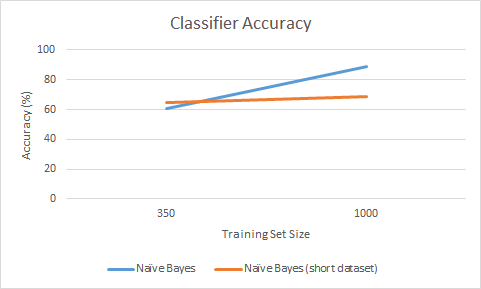 Classifier Accuracy
100
80
60
40
20
0
Accuracy (%)
350 1000
Training Set Size
Naïve Bayes Naïve Bayes (short dataset)